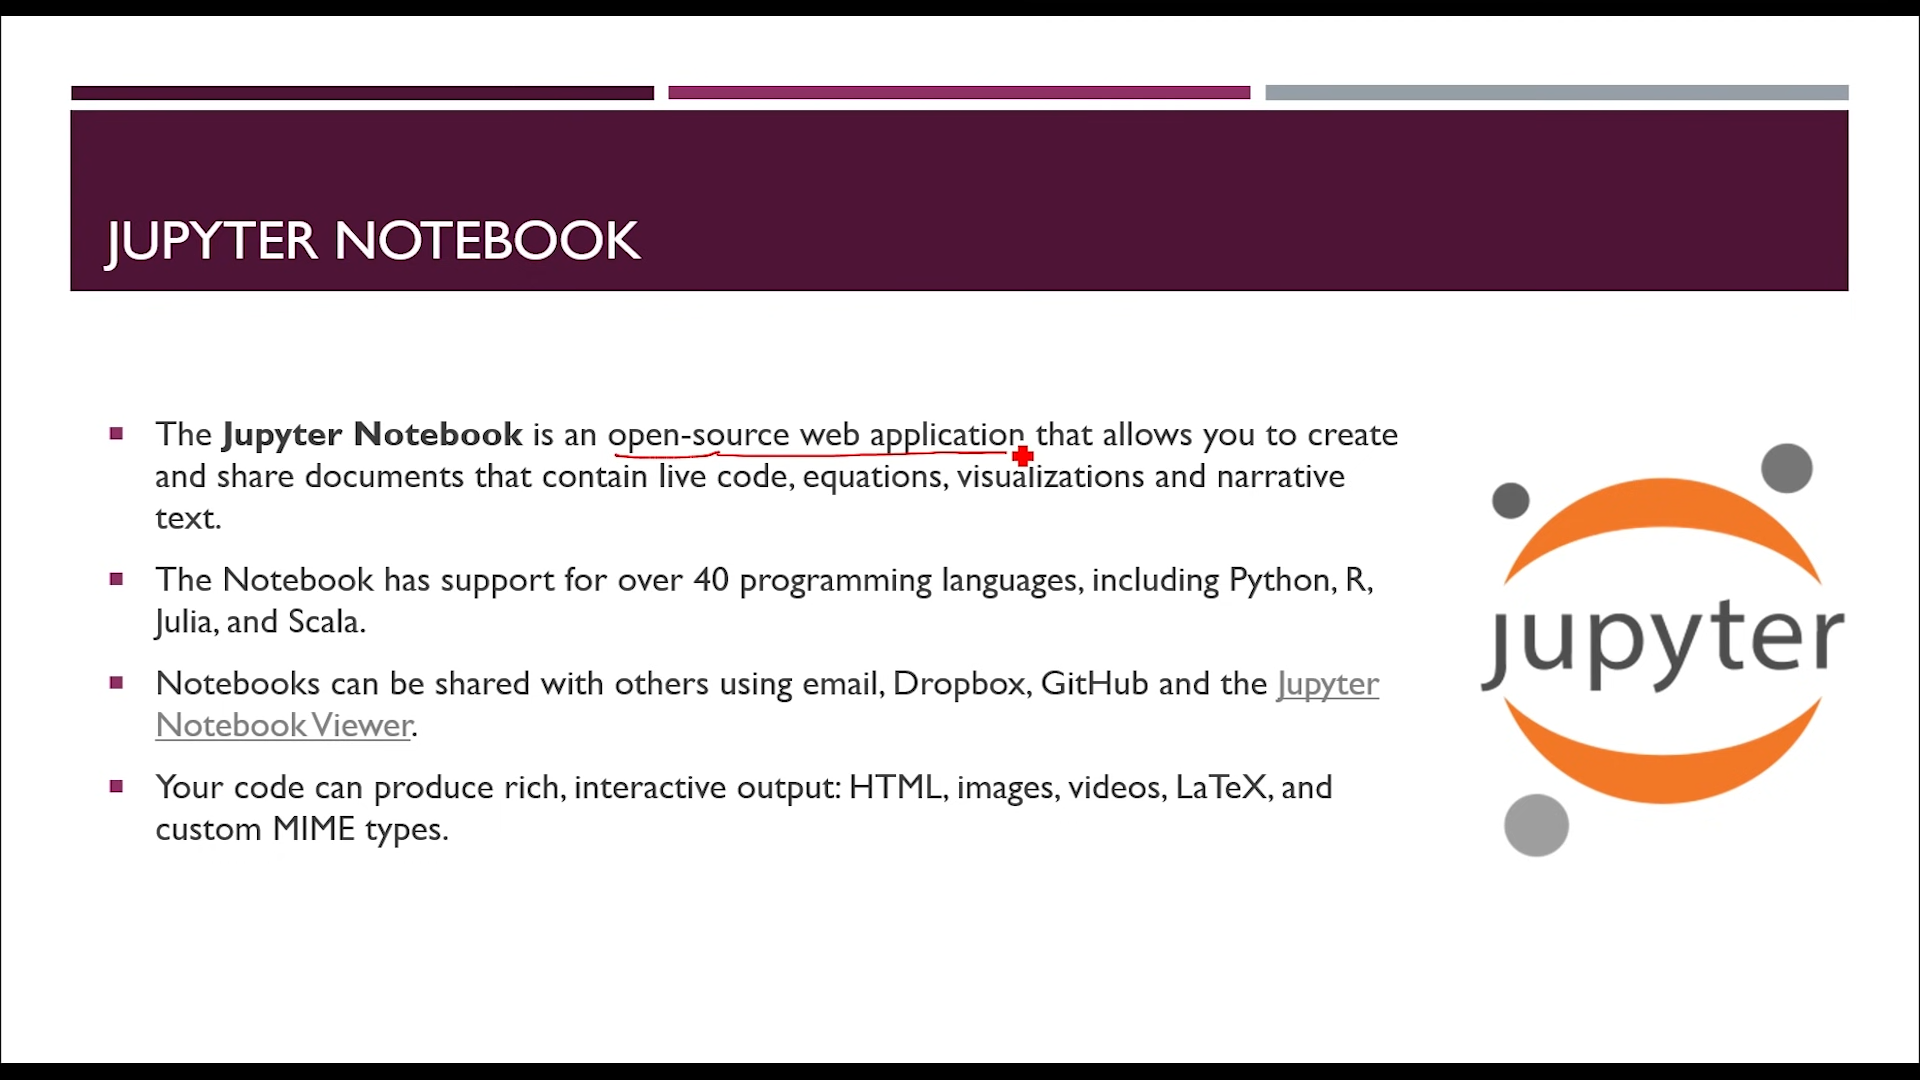 JUPYTER NOTEBOOK
The Jupyter Notebook is an open-source web application that allows you to create
and share documents that contain live code, equations, visualizations and narrative
text.
The Notebook has support for over 40 programming languages, including Python, R,
Julia, and Scala.
Notebooks can be shared with others using email, Dropbox, GitHub and the Jupyter
Notebook Viewer.
Your code can produce rich, interactive output: HTML, images, videos, LaTeX, and
custom MIME types.
jupyter